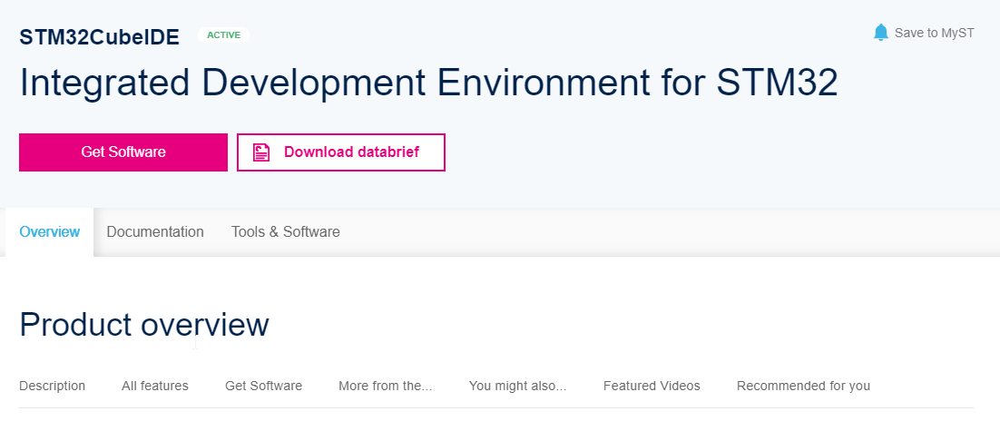 STM32CubeIDE ACTIVE Save to MyST
Integrated Development Environment for STM32
Get Software Download databrief
Overview Documentation Tools & Software
Product overview
Description All features Get Software More from the... You might also... Featured Videos Recommended for you